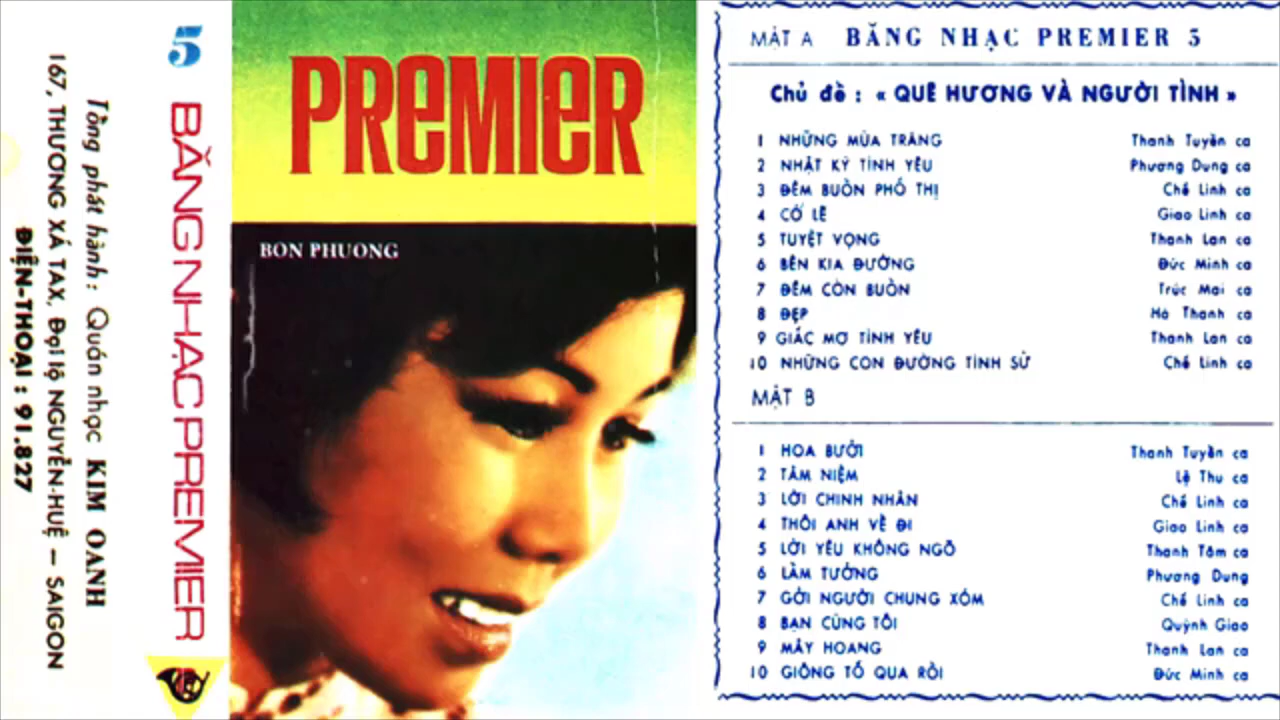 Tổng phát hành: Quán nhạc KIM OANH
167, THƯƠNG XÁ TAX, Đại lộ NGUYỄN-HUỆ — SAIGON
ĐIỆN-THOẠI : 91.827
5 BĂNG NHẠC PREMIER
PREMIER
BON PHUONG
MẶT A BĂNG NHẠC PREMIER 5
Chủ đề : « QUÊ HƯƠNG VÀ NGƯỜI TÌNH »
1 NHỮNG MÙA TRĂNG Thanh Tuyền ca
2 NHẬT KÝ TÌNH YÊU Phương Dung ca
3 ĐÊM BUỒN PHỐ THỊ Chế Linh ca
4 CÓ LẼ Giao Linh ca
5 TUYỆT VỌNG Thanh Lan ca
6 BÊN KIA ĐƯỜNG Đức Minh ca
7 ĐÊM CÒN BUỒN Trúc Mai ca
8 ĐẸP Hà Thanh ca
9 GIẤC MƠ TÌNH YÊU Thanh Lan ca
10 NHỮNG CON ĐƯỜNG TÌNH SỬ Chế Linh ca
MẶT B
1 HOA BƯỞI Thanh Tuyền ca
2 TÂM NIỆM Lệ Thu ca
3 LỜI CHINH NHÂN Chế Linh ca
4 THÔI ANH VỀ ĐI Giao Linh ca
5 LỜI YÊU KHÔNG NGÕ Thanh Tâm ca
6 LẦM TƯỞNG Phương Dung
7 GỞI NGƯỜI CHUNG XÓM Chế Linh ca
8 BẠN CÙNG TÔI Quỳnh Giao
9 MÂY HOANG Thanh Lan ca
10 GIÔNG TỐ QUA RỒI Đức Minh ca